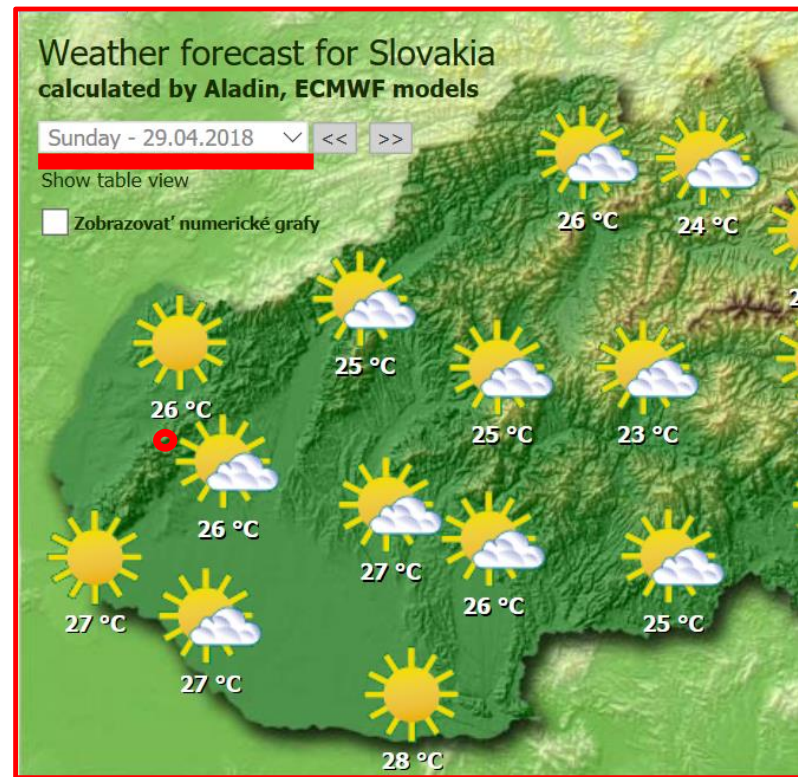 Weather forecast for Slovakia
calculated by Aladin, ECMWF models
Sunday - 29.04.2018 << >>
Show table view
Zobrazovať numerické grafy
26 °C 24 °C
25 °C
26 °C
25 °C 23 °C
26 °C
27 °C
26 °C
27 °C 25 °C
27 °C
28 °C